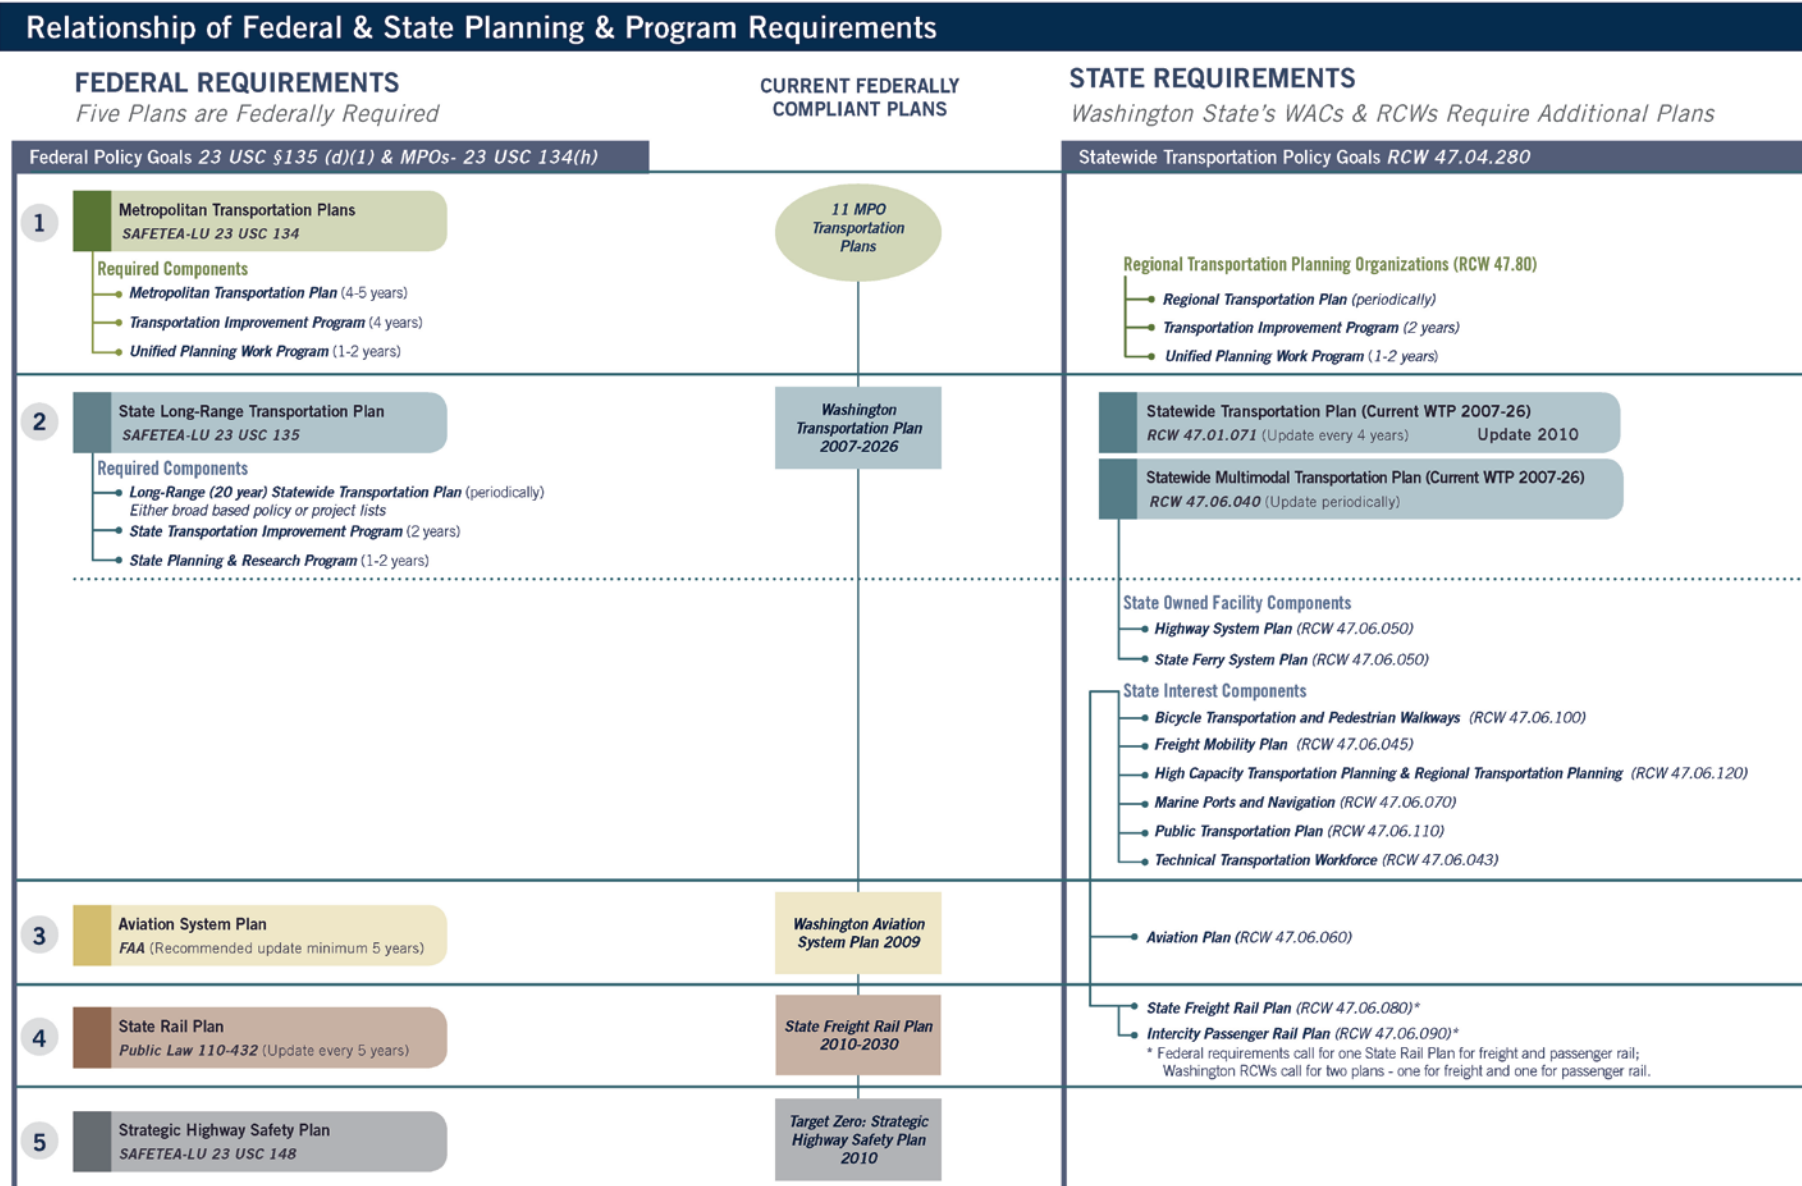 Relationship of Federal & State Planning & Program Requirements
FEDERAL REQUIREMENTS
Five Plans are Federally Required
CURRENT FEDERALLY
COMPLIANT PLANS
STATE REQUIREMENTS
Washington State's WACs & RCWs Require Additional Plans
Federal Policy Goals 23 USC §135 (d)(1) & MPOs- 23 USC 134(h)
Statewide Transportation Policy Goals RCW 47.04.280
1
Metropolitan Transportation Plans
SAFETEA-LU 23 USC 134
Required Components
Metropolitan Transportation Plan (4-5 years)
Transportation Improvement Program (4 years)
Unified Planning Work Program (1-2 years)
11 MPO
Transportation
Plans
Regional Transportation Planning Organizations (RCW 47.80)
Regional Transportation Plan (periodically)
Transportation Improvement Program (2 years)
Unified Planning Work Program (1-2 years)
2
State Long-Range Transportation Plan
SAFETEA-LU 23 USC 135
Required Components
Long-Range (20 year) Statewide Transportation Plan (periodically)
Either broad based policy or project lists
State Transportation Improvement Program (2 years)
State Planning & Research Program (1-2 years)
Washington
Transportation Plan
2007-2026
Statewide Transportation Plan (Current WTP 2007-26)
RCW 47.01.071 (Update every 4 years) Update 2010
Statewide Multimodal Transportation Plan (Current WTP 2007-26)
RCW 47.06.040 (Update periodically)
State Owned Facility Components
Highway System Plan (RCW 47.06.050)
State Ferry System Plan (RCW 47.06.050)
State Interest Components
Bicycle Transportation and Pedestrian Walkways (RCW 47.06.100)
Freight Mobility Plan (RCW 47.06.045)
High Capacity Transportation Planning & Regional Transportation Planning (RCW 47.06.120)
Marine Ports and Navigation (RCW 47.06.070)
Public Transportation Plan (RCW 47.06.110)
Technical Transportation Workforce (RCW 47.06.043)
3
Aviation System Plan
FAA (Recommended update minimum 5 years)
Washington Aviation
System Plan 2009
Aviation Plan (RCW 47.06.060)
4
State Rail Plan
Public Law 110-432 (Update every 5 years)
State Freight Rail Plan
2010-2030
State Freight Rail Plan (RCW 47.06.080)*
Intercity Passenger Rail Plan (RCW 47.06.090)*
* Federal requirements call for one State Rail Plan for freight and passenger rail;
Washington RCWs call for two plans - one for freight and one for passenger rail.
5
Strategic Highway Safety Plan
SAFETEA-LU 23 USC 148
Target Zero: Strategic
Highway Safety Plan
2010